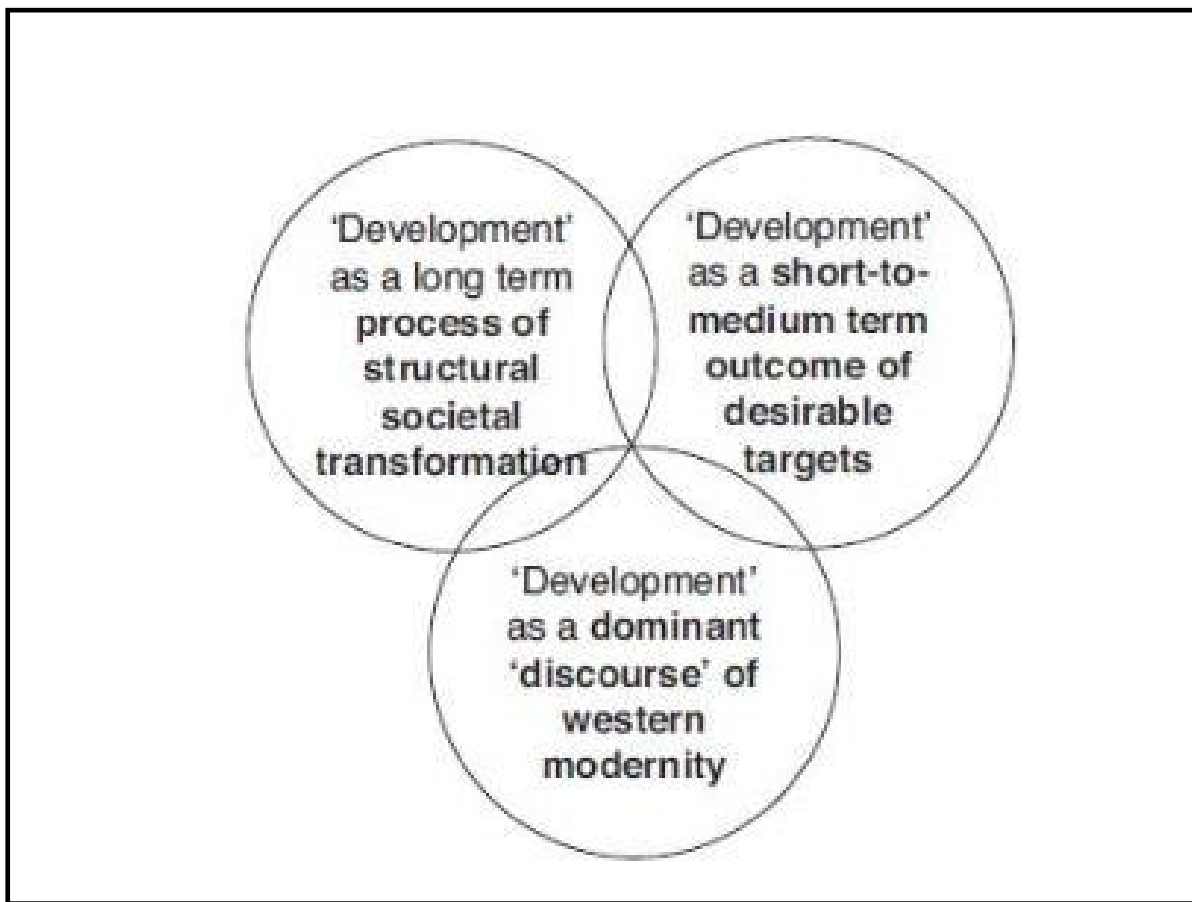 ‘Development’
as a long term
process of
structural
societal
transformation
‘Development’
as a short-to-
medium term
outcome of
desirable
targets
‘Development’
as a dominant
‘discourse’ of
western
modernity